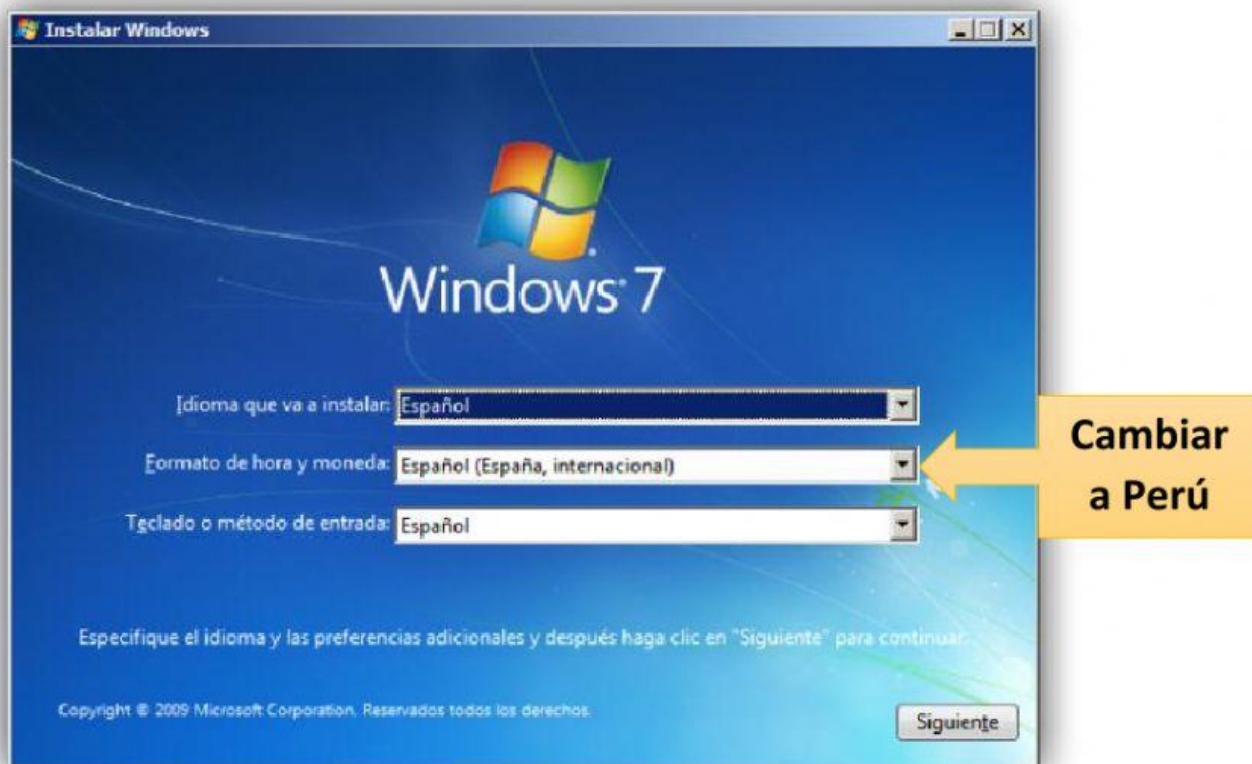 Instalar Windows
Windows® 7
Idioma que va a instalar: Español
Formato de hora y moneda: Español (España, internacional)
Teclado o método de entrada: Español
Cambiar
a Perú
Especifique el idioma y las preferencias adicionales y después haga clic en "Siguiente" para continuar.
Copyright © 2009 Microsoft Corporation. Reservados todos los derechos.
Siguiente